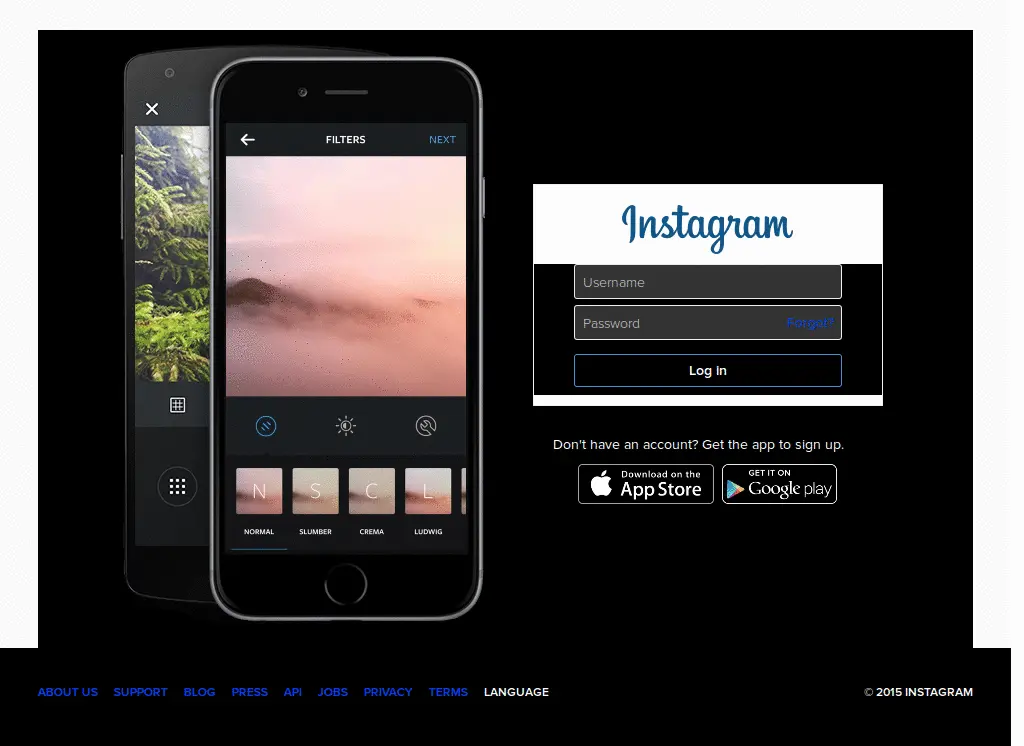 FILTERS
NEXT
N
S
C
L
NORMAL
SLUMBER
CREMA
LUDWIG
Instagram
Username
Password
Forgot?
Log in
Don't have an account? Get the app to sign up.
Download on the
App Store
GET IT ON
Google play
ABOUT US SUPPORT BLOG PRESS API JOBS PRIVACY TERMS LANGUAGE
© 2015 INSTAGRAM